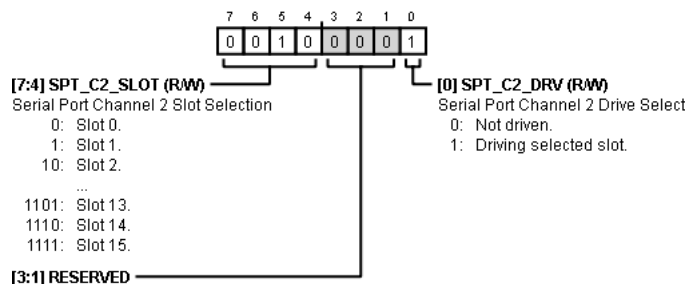 7 6 5 4 3 2 1 0
0 0 1 0 0 0 0 1
[7:4] SPT_C2_SLOT (R/W)
Serial Port Channel 2 Slot Selection
0: Slot 0.
1: Slot 1.
10: Slot 2.
...
1101: Slot 13.
1110: Slot 14.
1111: Slot 15.
[3:1] RESERVED
[0] SPT_C2_DRV (R/W)
Serial Port Channel 2 Drive Select
0: Not driven.
1: Driving selected slot.